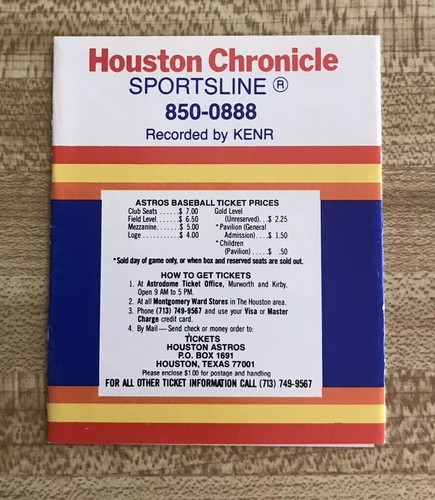 Houston Chronicle
SPORTSLINE ®
850-0888
Recorded by KENR
ASTROS BASEBALL TICKET PRICES
Club Seats ......$ 7.00
Field Level......$ 6.50
Mezzanine......$ 5.00
Loge ...........$ 4.00
Gold Level
(Unreserved)...$ 2.25
*Pavilion (General
Admission)....$ 1.50
*Children
(Pavilion) .....$ .50
*Sold day of game only, or when box and reserved seats are sold out.
HOW TO GET TICKETS
1. At Astrodome Ticket Office, Murworth and Kirby,
Open 9 AM to 5 PM.
2. At all Montgomery Ward Stores in The Houston area.
3. Phone (713) 749-9567 and use your Visa or Master
Charge credit card.
4. By Mail — Send check or money order to:
TICKETS
HOUSTON ASTROS
P.O. BOX 1691
HOUSTON, TEXAS 77001
Please enclose $1.00 for postage and handling
FOR ALL OTHER TICKET INFORMATION CALL (713) 749-9567